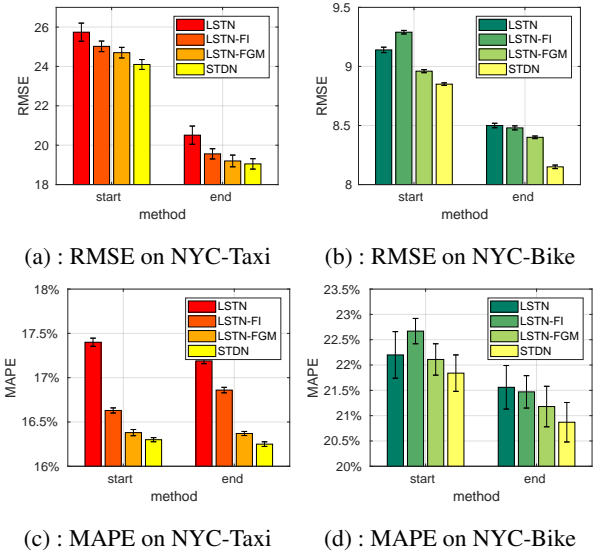 26
24
22
20
18
RMSE
start
end
method
LSTN
LSTN-FI
LSTN-FGM
STDN
(a) : RMSE on NYC-Taxi
9.5
9
8.5
8
RMSE
start
end
method
LSTN
LSTN-FI
LSTN-FGM
STDN
(b) : RMSE on NYC-Bike
18%
17.5%
17%
16.5%
16%
MAPE
start
end
method
LSTN
LSTN-FI
LSTN-FGM
STDN
(c) : MAPE on NYC-Taxi
23.5%
23%
22.5%
22%
21.5%
21%
20.5%
20%
MAPE
start
end
method
LSTN
LSTN-FI
LSTN-FGM
STDN
(d) : MAPE on NYC-Bike